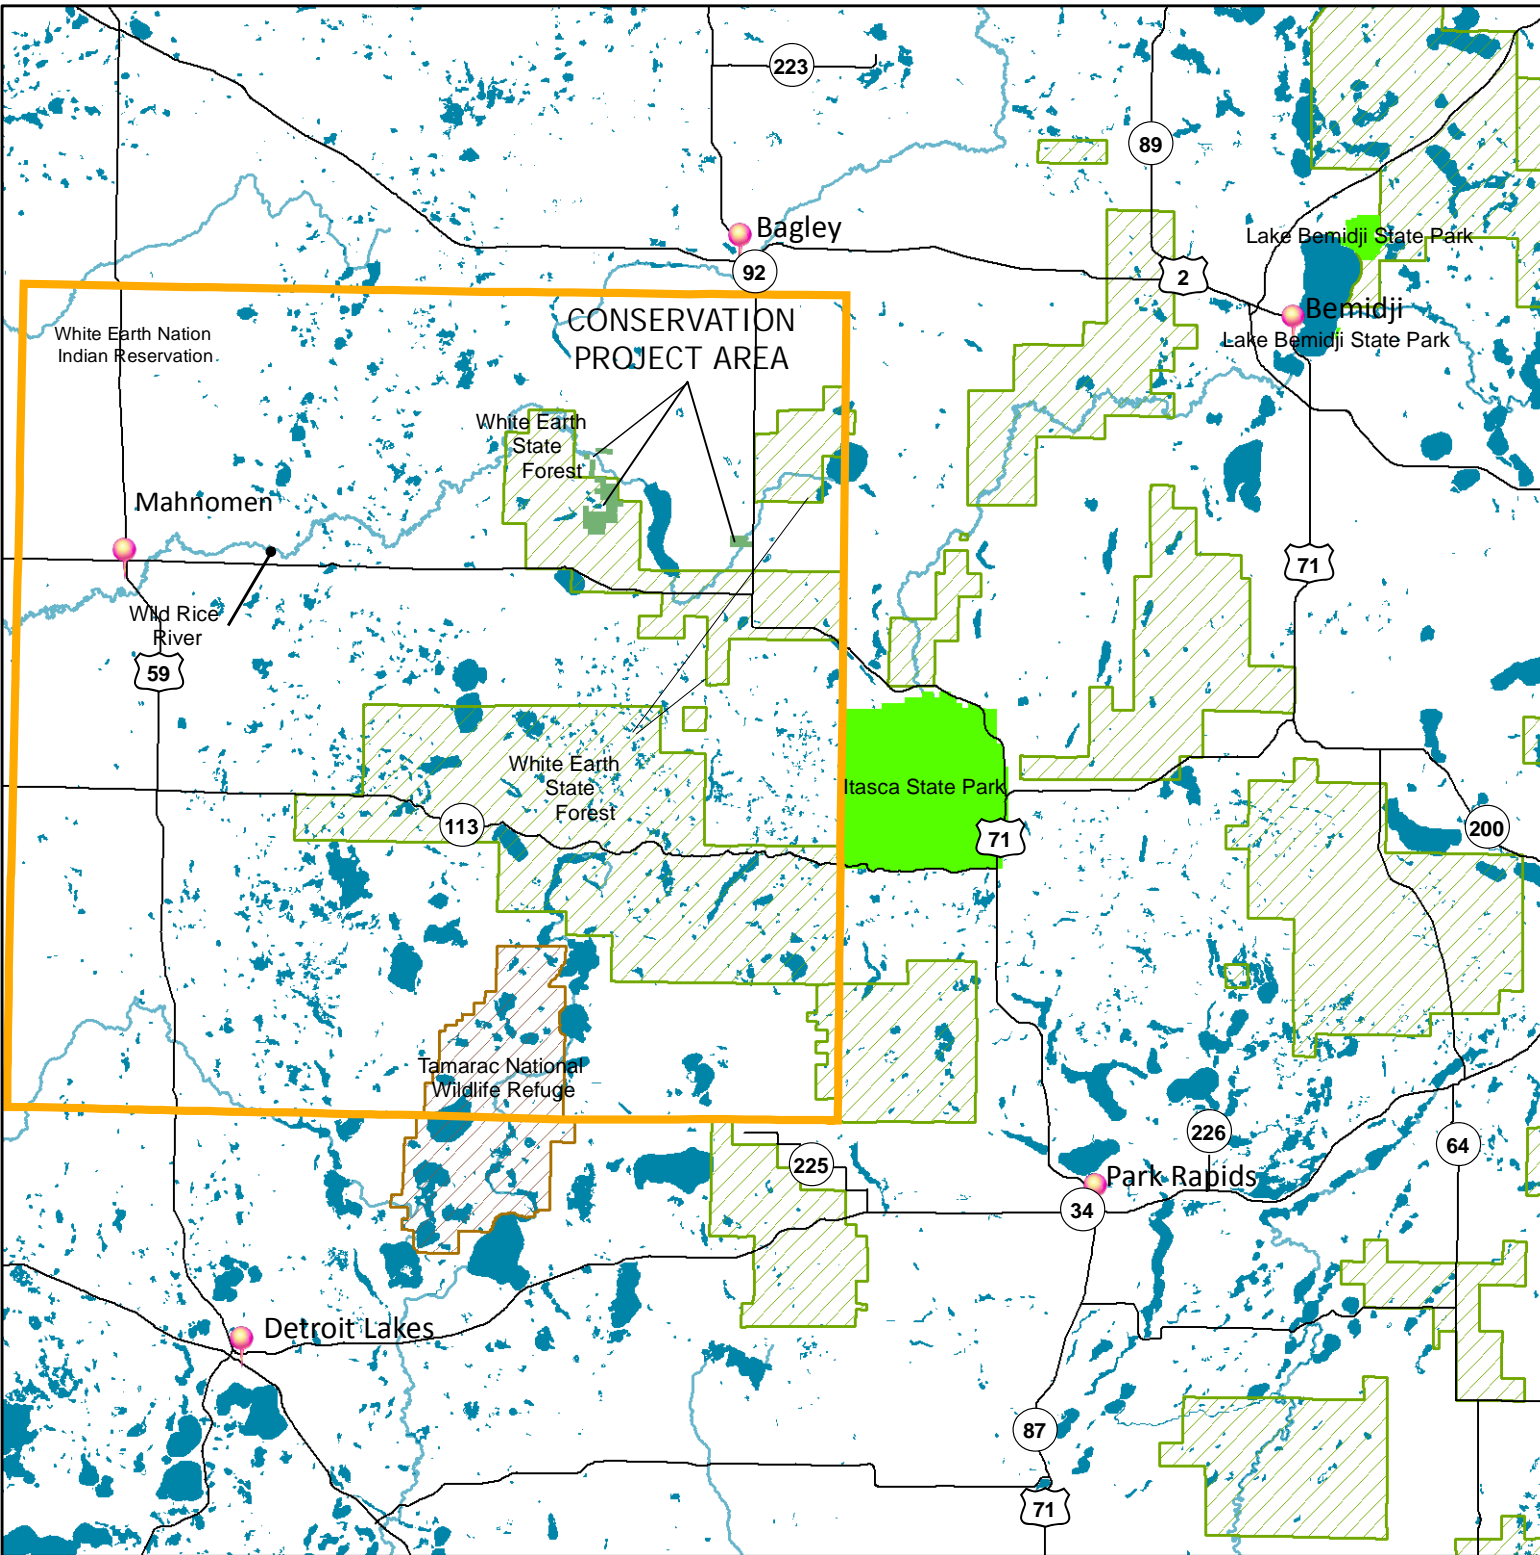 223
89
Bagley
Lake Bemidji State Park
92
2
Bemidji
Lake Bemidji State Park
White Earth Nation
Indian Reservation
CONSERVATION
PROJECT AREA
White Earth
State
Forest
Mahnomen
71
Wild Rice
River
59
White Earth
State
Forest
Itasca State Park
113
71
200
Tamarac National
Wildlife Refuge
226
64
225
Park Rapids
34
Detroit Lakes
87
71